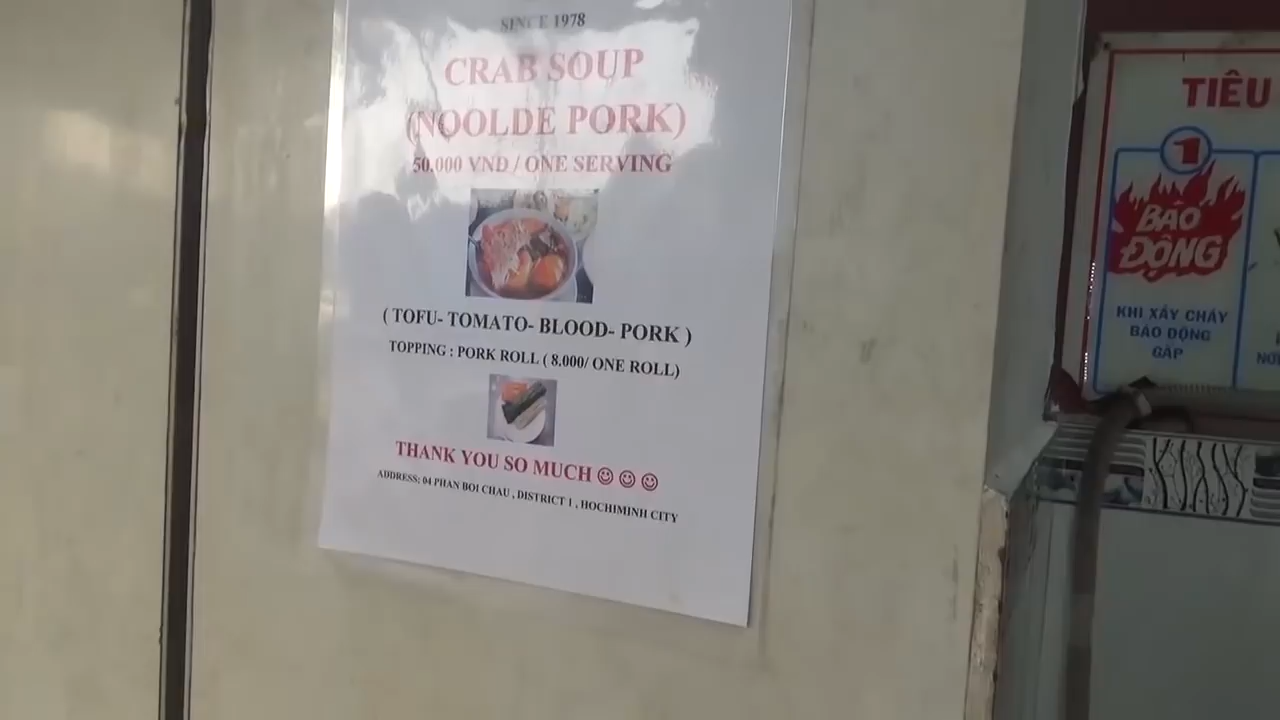 SINCE 1978
CRAB SOUP
(NOOLDE PORK)
50.000 VND / ONE SERVING
( TOFU- TOMATO- BLOOD- PORK )
TOPPING : PORK ROLL ( 8.000/ ONE ROLL)
THANK YOU SO MUCH ☺ ☺ ☺
ADDRESS: 04 PHAN BOI CHAU , DISTRICT 1 , HOCHIMINH CITY
TIÊU
1
BÁO
ĐỘNG
KHI XẢY CHÁY
BÁO ĐỘNG
GẤP